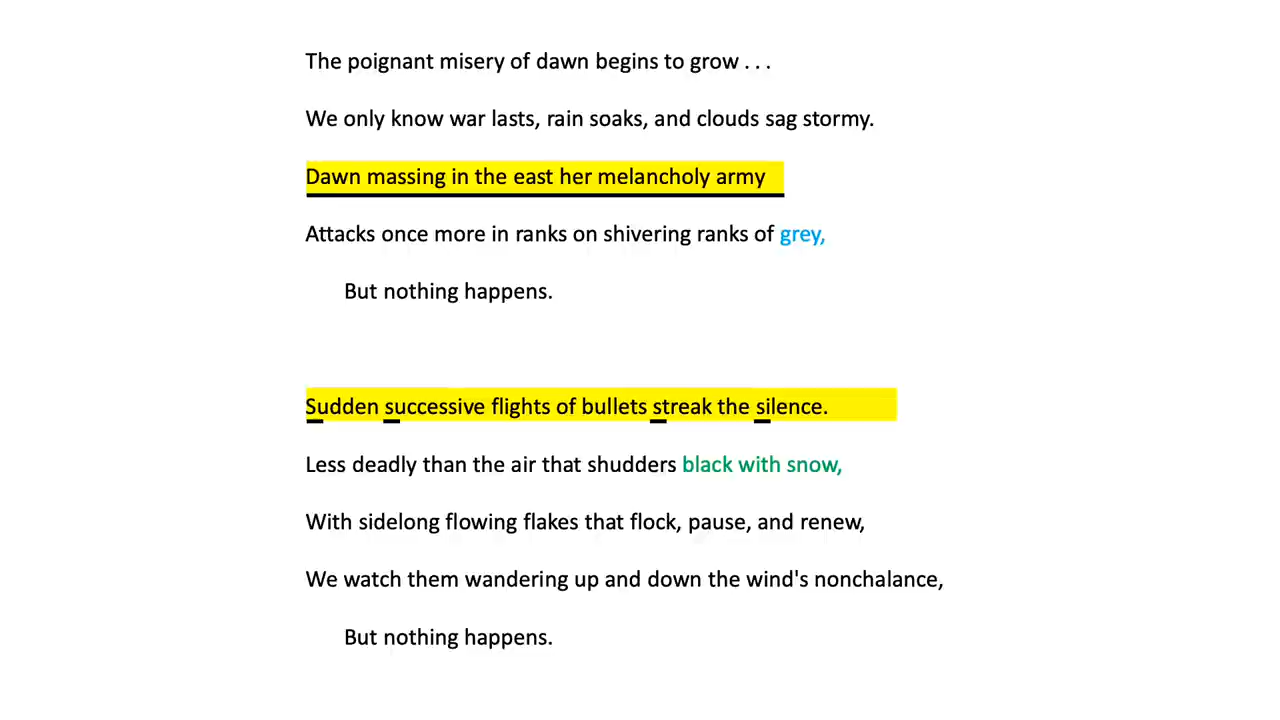 The poignant misery of dawn begins to grow . . .
We only know war lasts, rain soaks, and clouds sag stormy.
Dawn massing in the east her melancholy army
Attacks once more in ranks on shivering ranks of grey,
But nothing happens.
Sudden successive flights of bullets streak the silence.
Less deadly than the air that shudders black with snow,
With sidelong flowing flakes that flock, pause, and renew,
We watch them wandering up and down the wind's nonchalance,
But nothing happens.